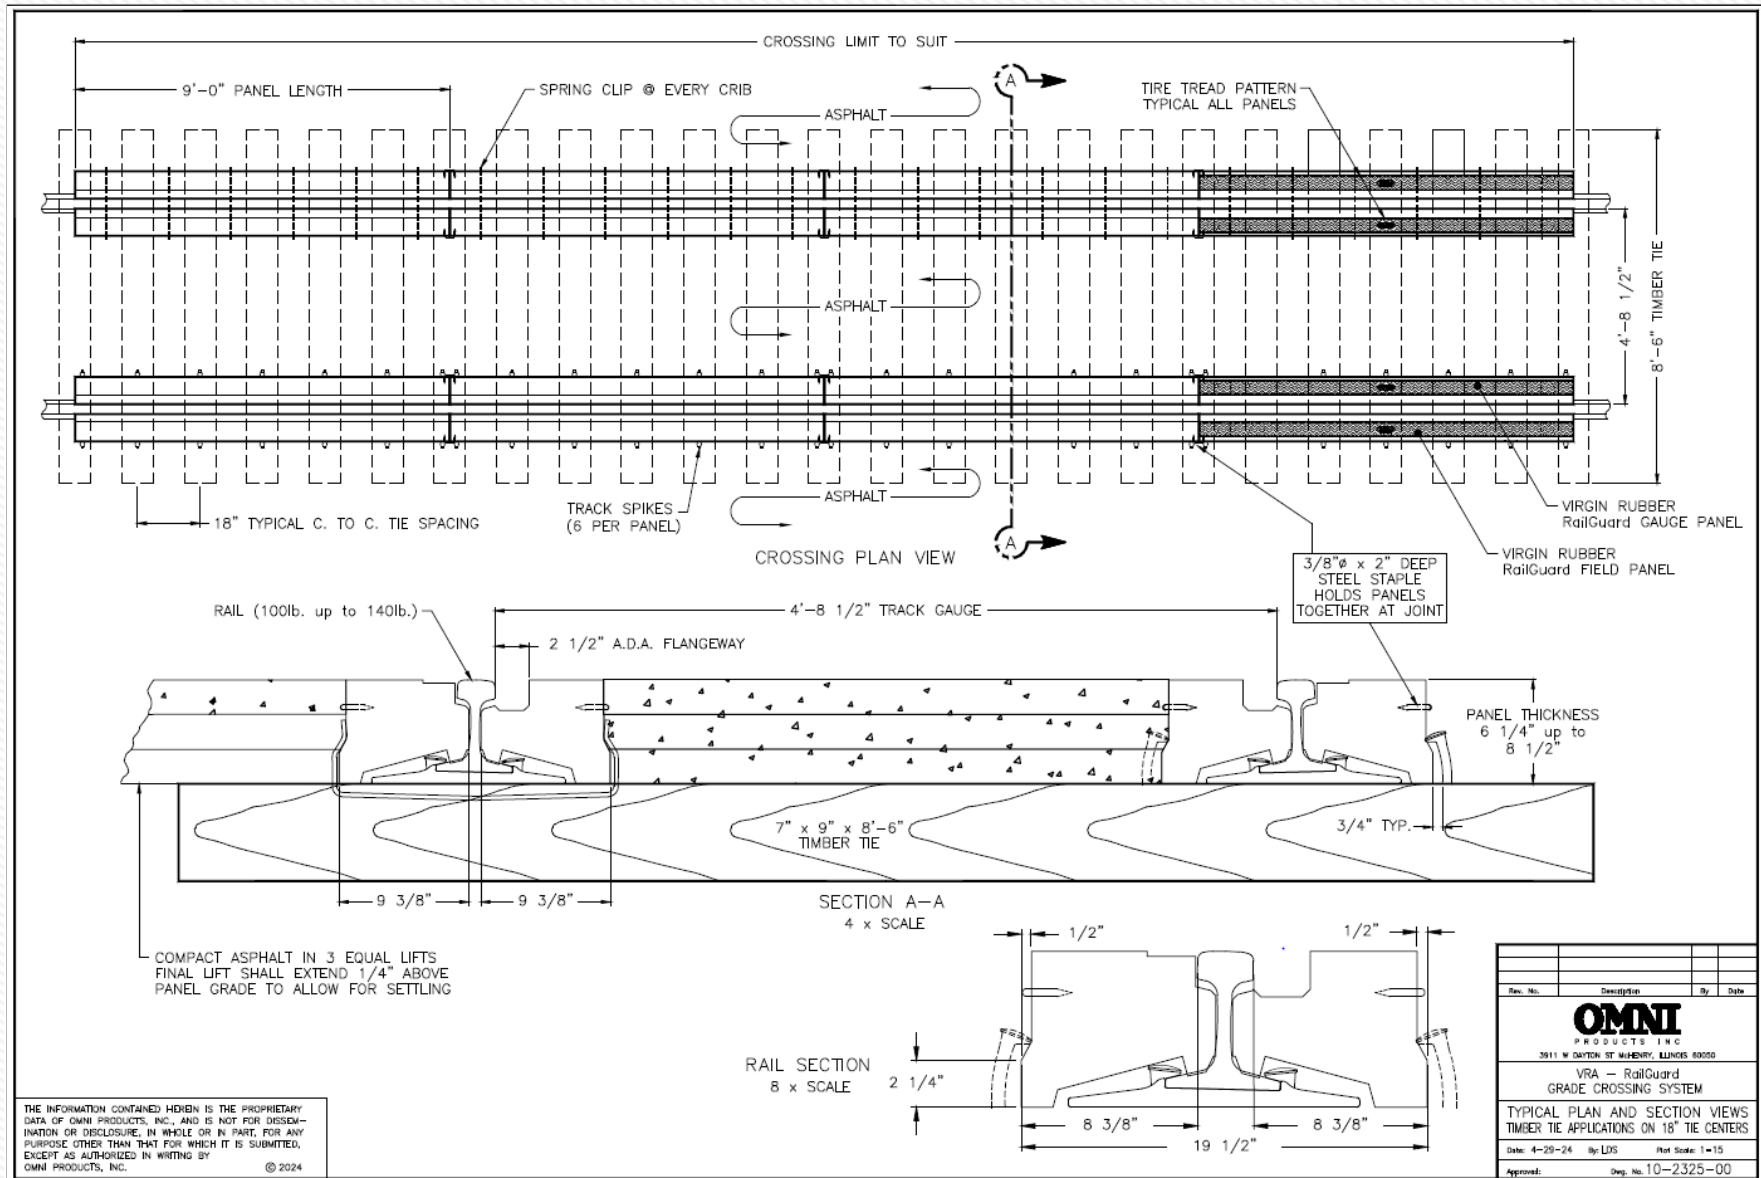 CROSSING LIMIT TO SUIT
9'-0" PANEL LENGTH
SPRING CLIP @ EVERY CRIB
ASPHALT
A
TIRE TREAD PATTERN
TYPICAL ALL PANELS
ASPHALT
4'-8 1/2"
8'-6" TIMBER TIE
18" TYPICAL C. TO C. TIE SPACING
TRACK SPIKES
(6 PER PANEL)
ASPHALT
A
CROSSING PLAN VIEW
VIRGIN RUBBER
RailGuard GAUGE PANEL
VIRGIN RUBBER
RailGuard FIELD PANEL
3/8"ø x 2" DEEP
STEEL STAPLE
HOLDS PANELS
TOGETHER AT JOINT
RAIL (100lb. up to 140lb.)
4'-8 1/2" TRACK GAUGE
2 1/2" A.D.A. FLANGEWAY
PANEL THICKNESS
6 1/4" up to
8 1/2"
7" x 9" x 8'-6"
TIMBER TIE
3/4" TYP.
9 3/8"
9 3/8"
SECTION A-A
4 x SCALE
COMPACT ASPHALT IN 3 EQUAL LIFTS
FINAL LIFT SHALL EXTEND 1/4" ABOVE
PANEL GRADE TO ALLOW FOR SETTLING
1/2"
1/2"
RAIL SECTION
8 x SCALE
2 1/4"
8 3/8"
8 3/8"
19 1/2"
THE INFORMATION CONTAINED HEREIN IS THE PROPRIETARY
DATA OF OMNI PRODUCTS, INC., AND IS NOT FOR DISSEM-
INATION OR DISCLOSURE, IN WHOLE OR IN PART, FOR ANY
PURPOSE OTHER THAN THAT FOR WHICH IT IS SUBMITTED,
EXCEPT AS AUTHORIZED IN WRITING BY
OMNI PRODUCTS, INC. © 2024
Rev. No. Description By Date
OMNI
PRODUCTS INC
3911 W DAYTON ST McHENRY, ILLINOIS 60050
VRA - RailGuard
GRADE CROSSING SYSTEM
TYPICAL PLAN AND SECTION VIEWS
TIMBER TIE APPLICATIONS ON 18" TIE CENTERS
Date: 4-29-24 By: LDS Plot Scale: 1=15
Approved: Dwg. No. 10-2325-00